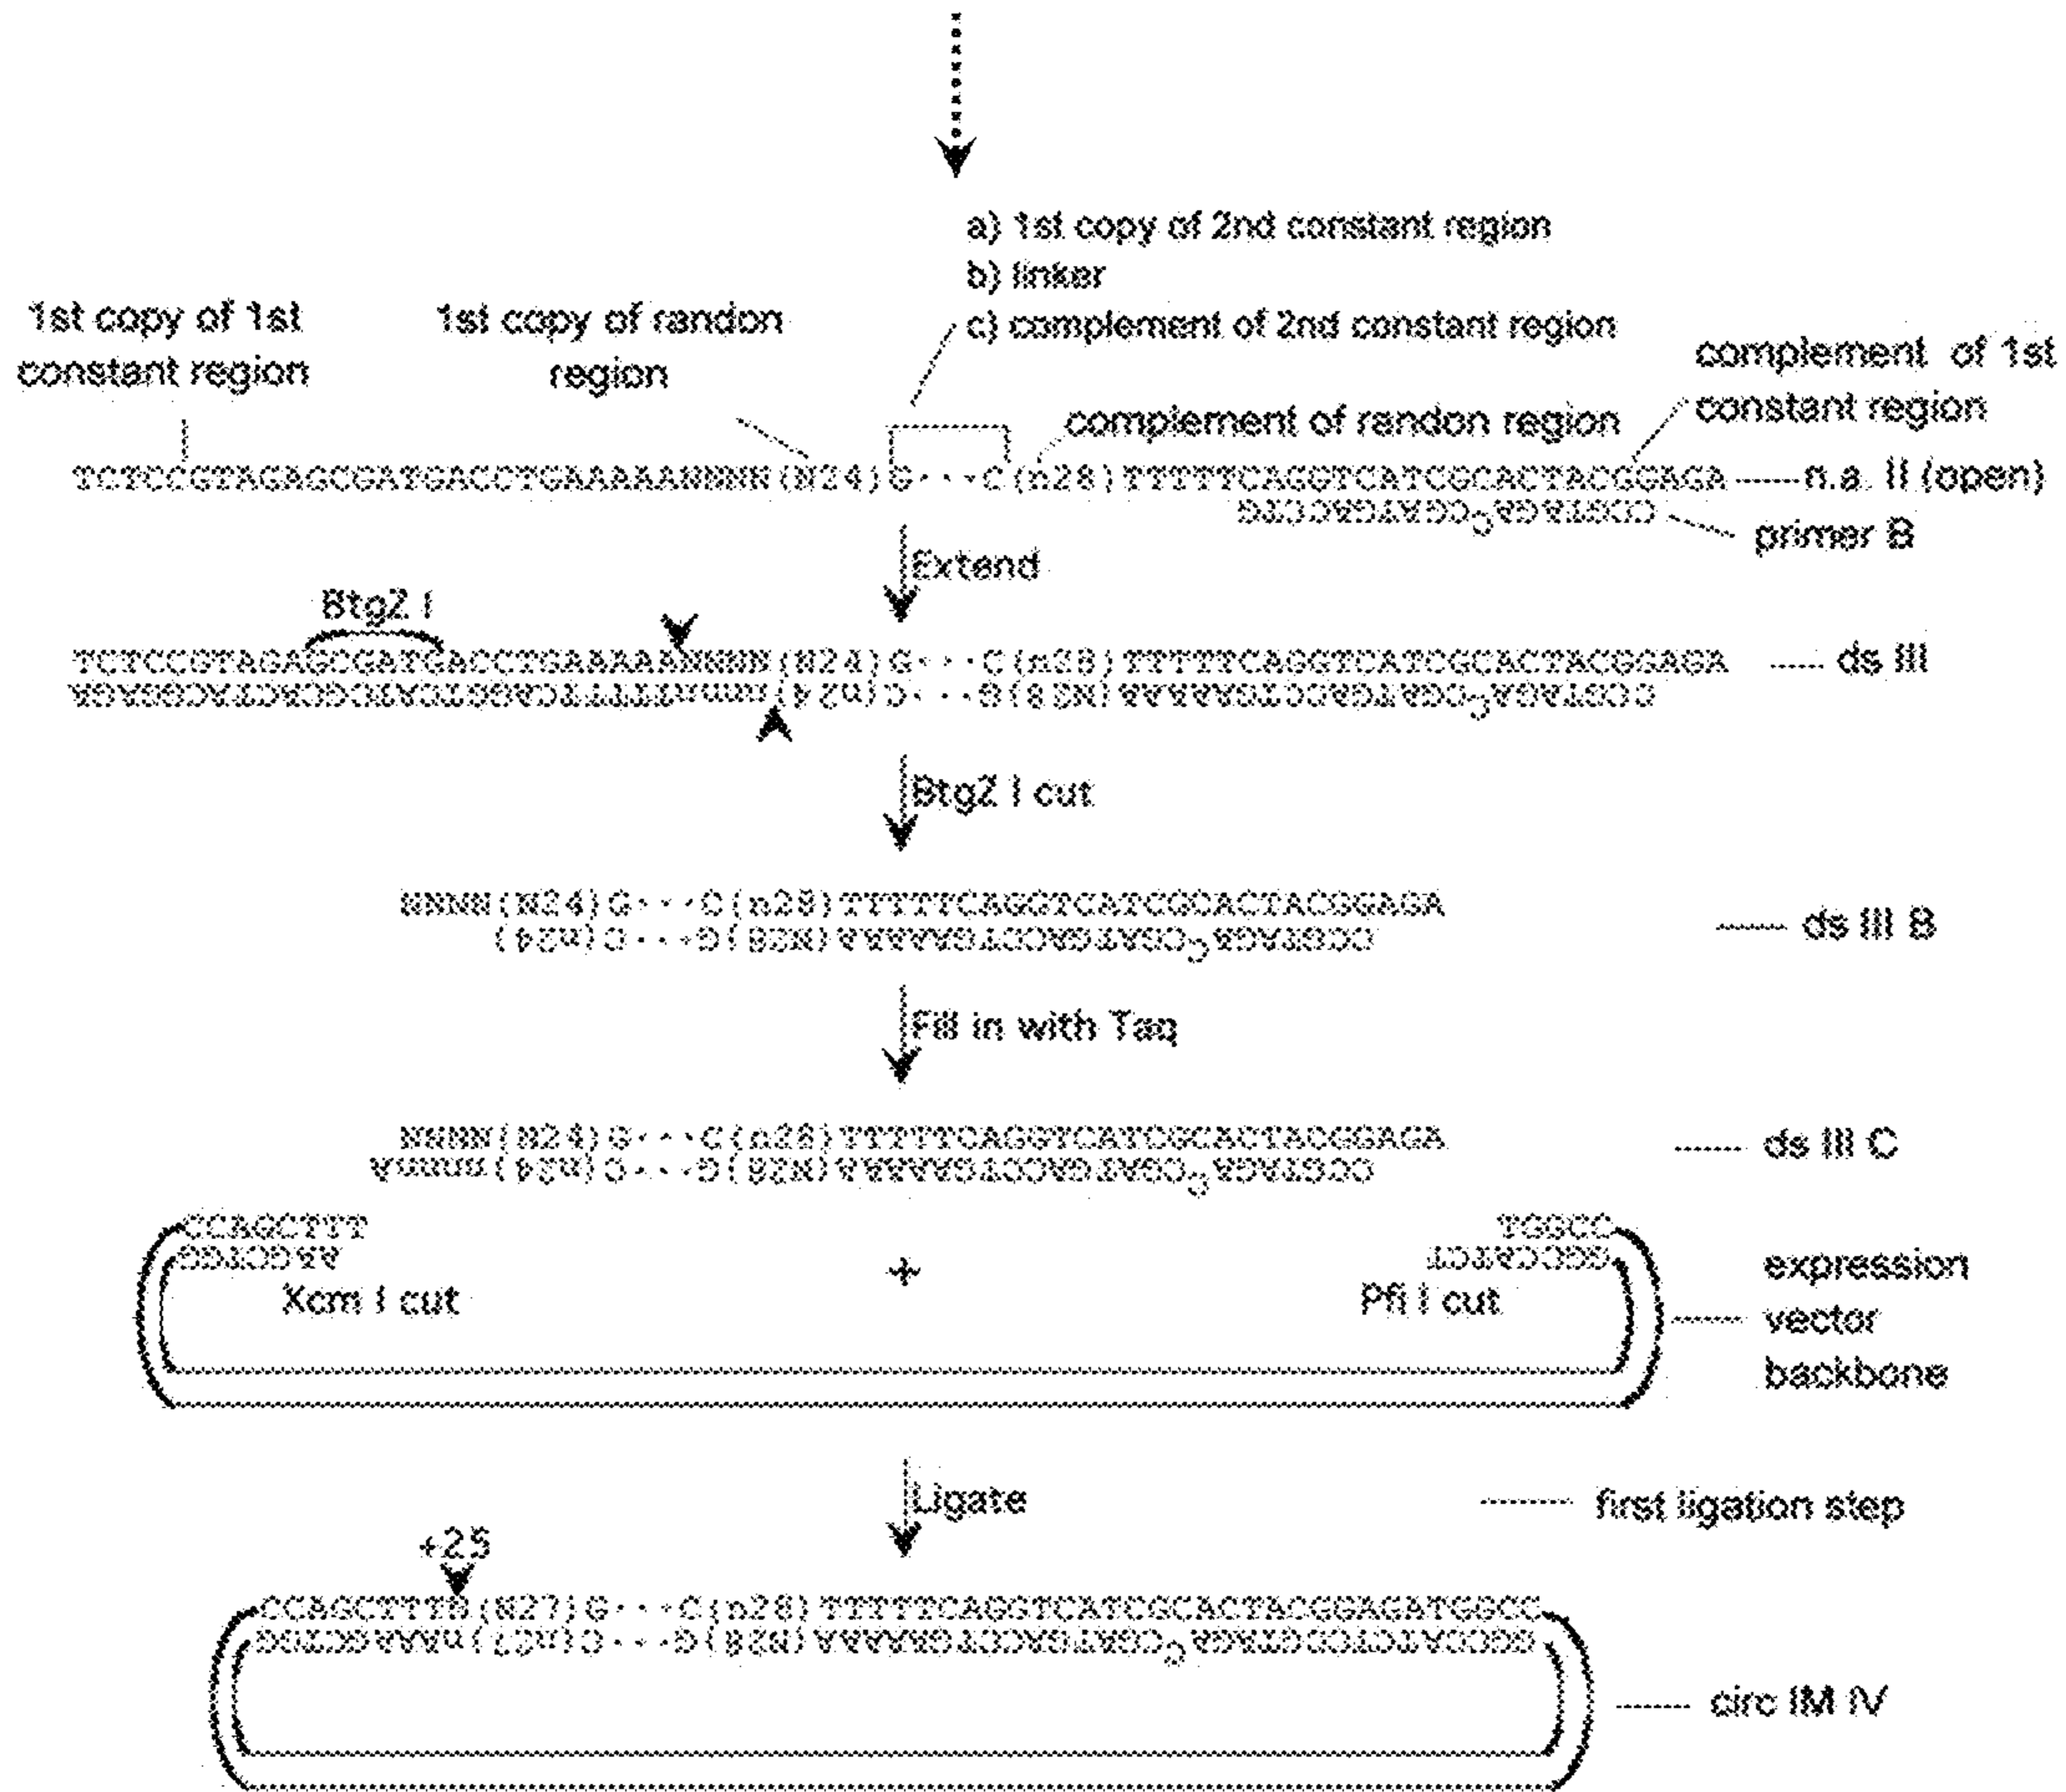 a) 1st copy of 2nd constant region
b) linker
c) complement of 2nd constant region
1st copy of 1st
constant region
1st copy of randon
region
complement of 1st
constant region
complement of randon region
TCTCCGTAGAGCGATGACCTGAAAAANNNN(N24)G···C(n28)TTTTTCAGGTCATCGCACTACGGAGA
n.a. II (open)
primer B
Extend
BtgZ I
TCTCCGTAGAGCGATGACCTGAAAAANNNN(N24)G···C(n28)TTTTTCAGGTCATCGCACTACGGAGA
ds III
BtgZ I cut
NNNN(N24)G···C(n28)TTTTTCAGGTCATCGCACTACGGAGA
ds III B
Fill in with Taq
NNNN(N24)G···C(n28)TTTTTCAGGTCATCGCACTACGGAGA
ds III C
CCAGCTTT
TGGCC
Xcm I cut
+
Pfl I cut
expression
vector
backbone
Ligate
first ligation step
+25
CCAGCTTTN(N27)G···C(n28)TTTTTCAGGTCATCGCACTACGGAGATGGCC
circ IM IV